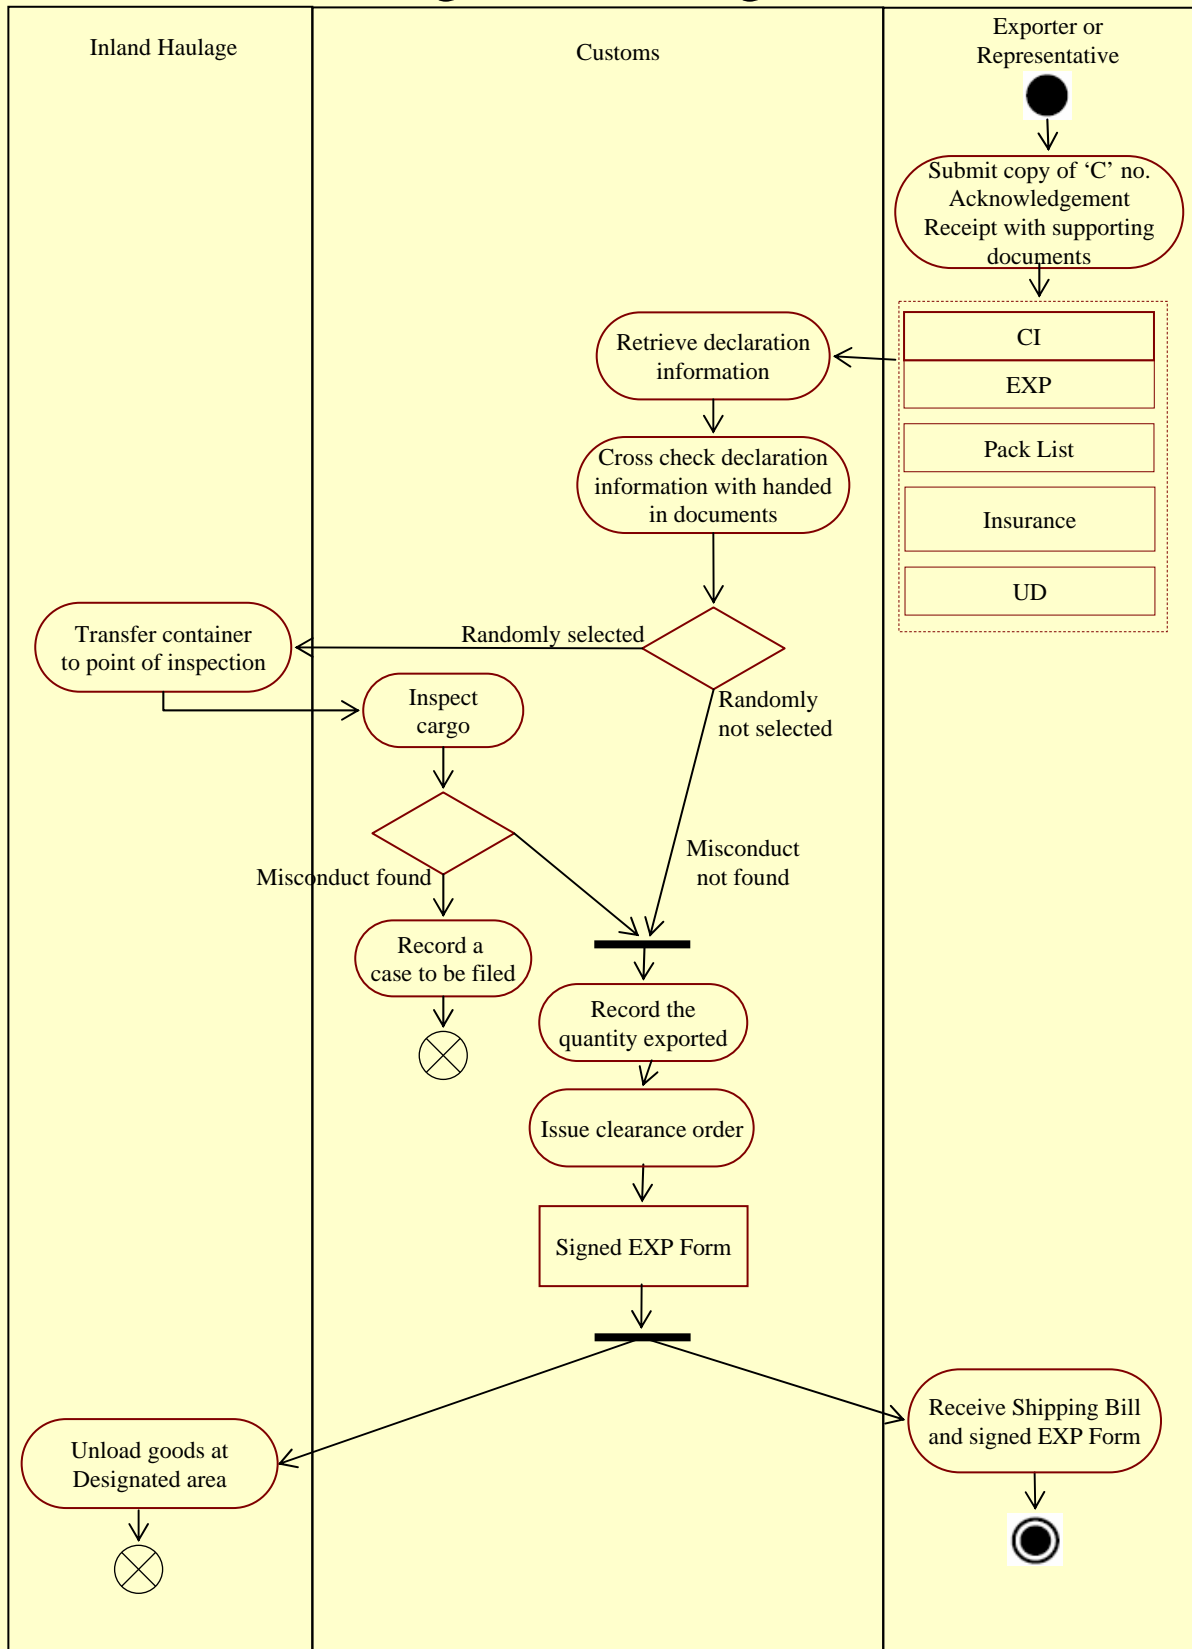 Inland Haulage
Customs
Exporter or
Representative
Submit copy of ‘C’ no.
Acknowledgement
Receipt with supporting
documents
CI
EXP
Pack List
Insurance
UD
Retrieve declaration
information
Cross check declaration
information with handed
in documents
Randomly selected
Transfer container
to point of inspection
Randomly
not selected
Inspect
cargo
Misconduct found
Misconduct
not found
Record a
case to be filed
Record the
quantity exported
Issue clearance order
Signed EXP Form
Receive Shipping Bill
and signed EXP Form
Unload goods at
Designated area